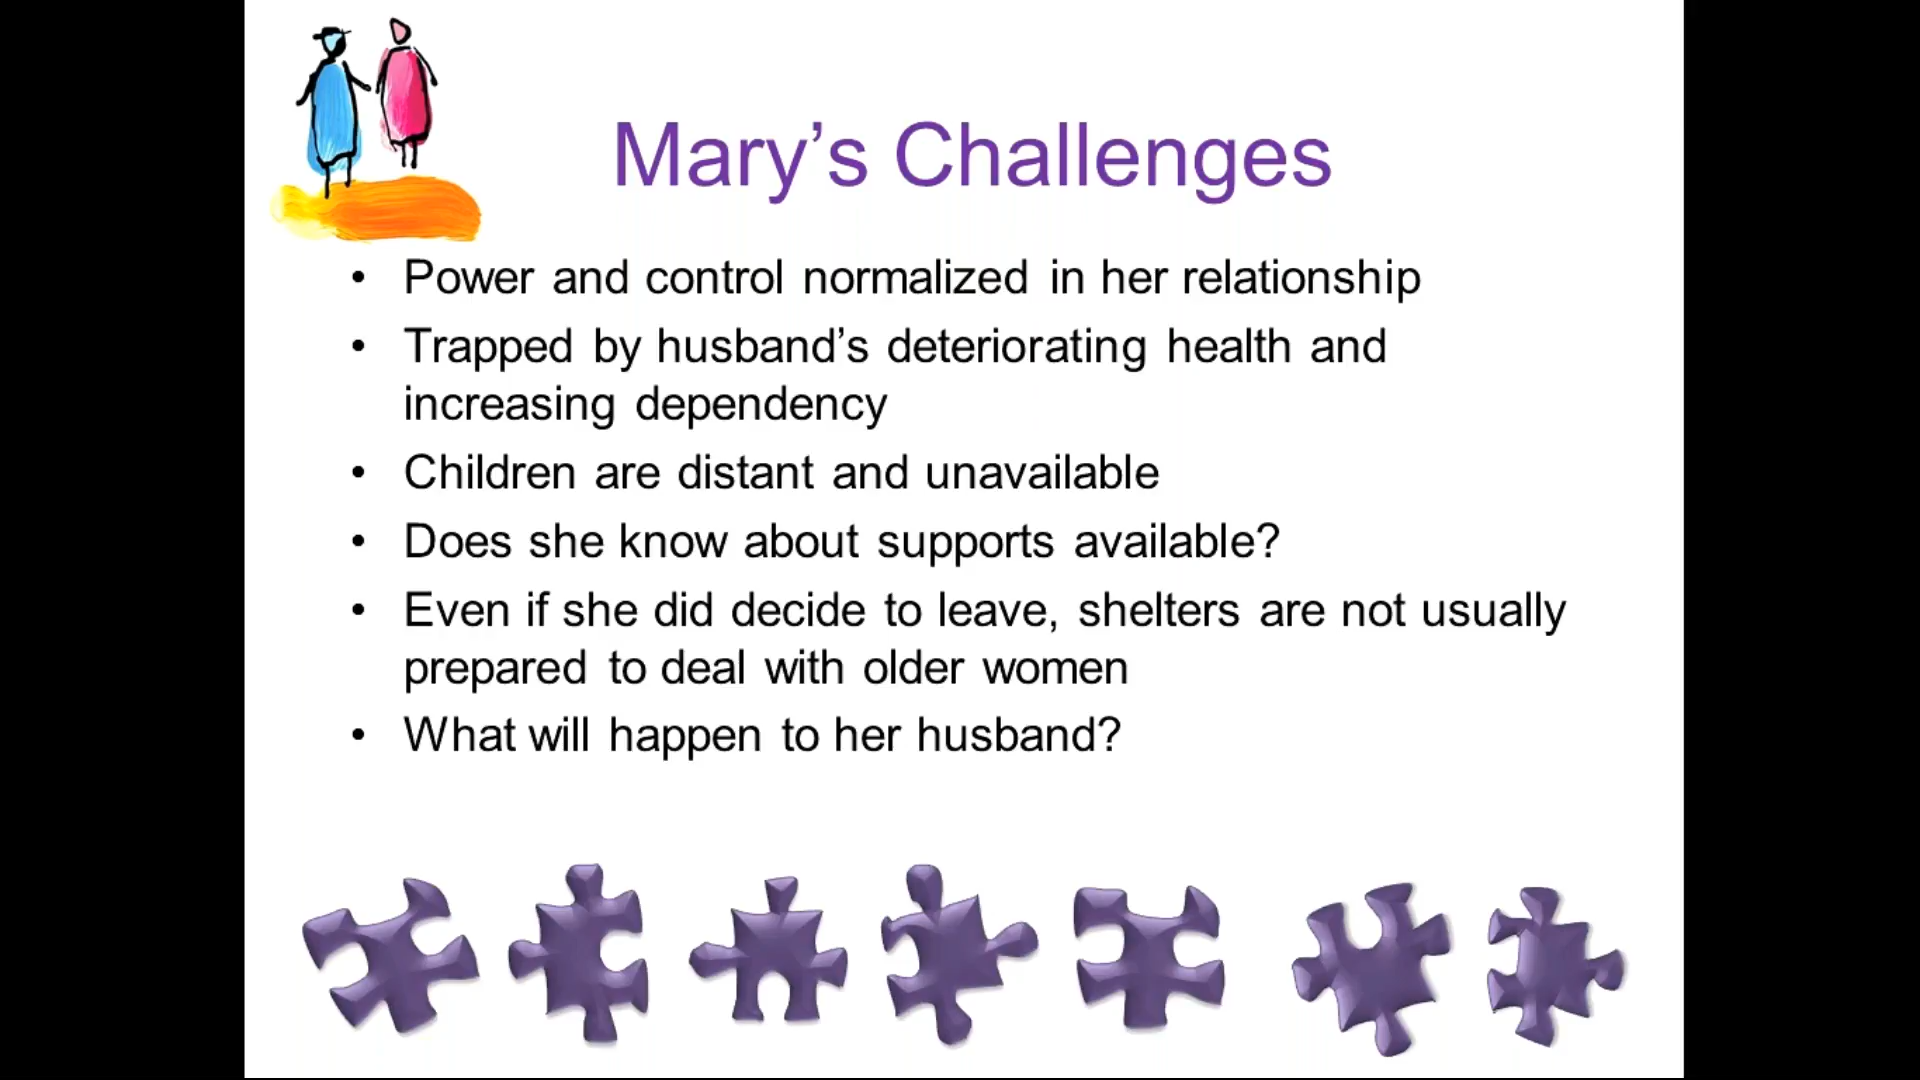 Mary’s Challenges
• Power and control normalized in her relationship
• Trapped by husband’s deteriorating health and
increasing dependency
• Children are distant and unavailable
• Does she know about supports available?
• Even if she did decide to leave, shelters are not usually
prepared to deal with older women
• What will happen to her husband?